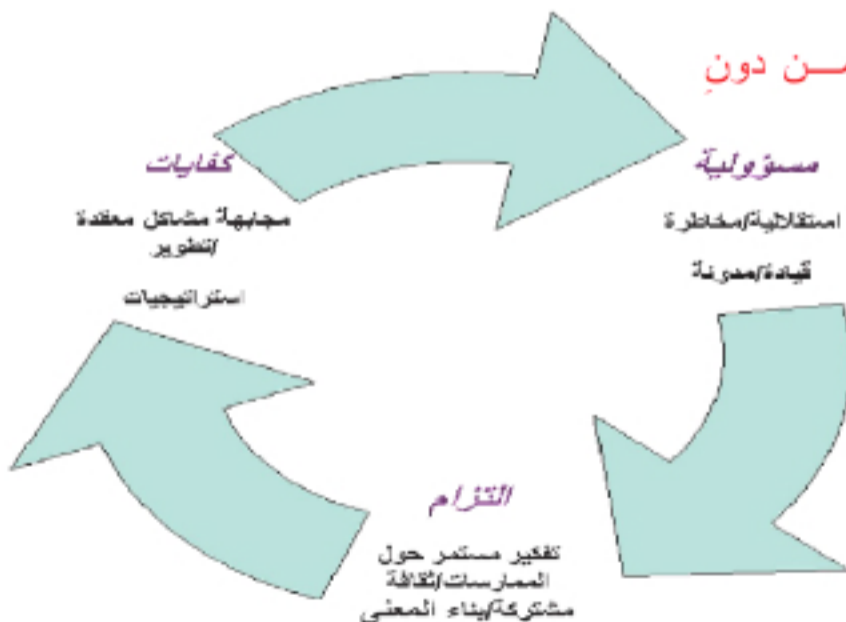 مـــن دونِ
مسؤولية
استقلالية/مخاطرة
قيادة/مدونة
كفايات
مجابهة مشاكل معقدة
/تطوير
استراتيجيات
التزام
تفكير مستمر حول
الممارسات/ثقافة
مشتركة/بناء المعنى